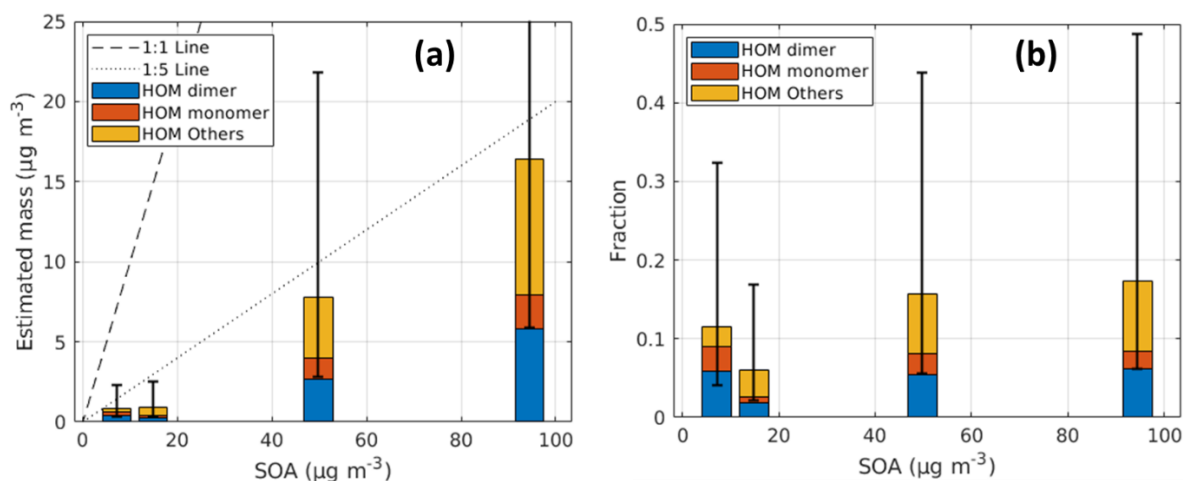 (a)
1:1 Line
1:5 Line
HOM dimer
HOM monomer
HOM Others
Estimated mass (µg m⁻³)
25
20
15
10
5
0
0 20 40 60 80 100
SOA (µg m⁻³)
(b)
HOM dimer
HOM monomer
HOM Others
Fraction
0.5
0.4
0.3
0.2
0.1
0
0 20 40 60 80 100
SOA (µg m⁻³)